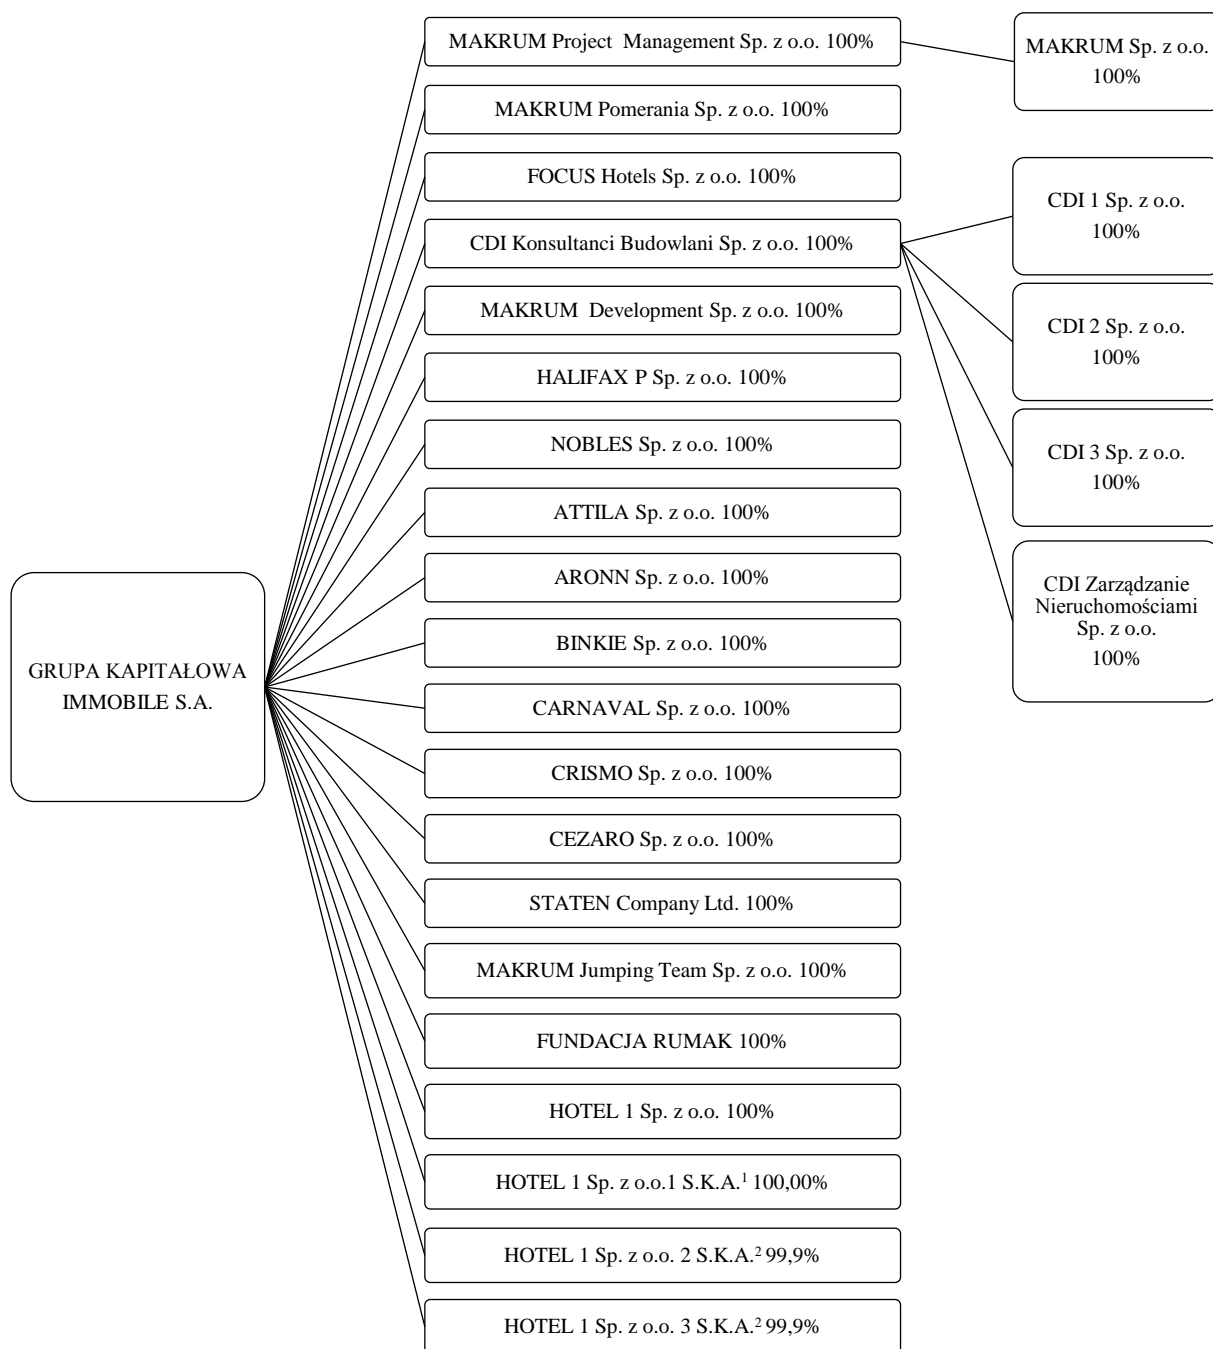 GRUPA KAPITAŁOWA
IMMOBILE S.A.
MAKRUM Project  Management Sp. z o.o. 100%
MAKRUM Pomerania Sp. z o.o. 100%
FOCUS Hotels Sp. z o.o. 100%
CDI Konsultanci Budowlani Sp. z o.o. 100%
MAKRUM  Development Sp. z o.o. 100%
HALIFAX P Sp. z o.o. 100%
NOBLES Sp. z o.o. 100%
ATTILA Sp. z o.o. 100%
ARONN Sp. z o.o. 100%
BINKIE Sp. z o.o. 100%
CARNAVAL Sp. z o.o. 100%
CRISMO Sp. z o.o. 100%
CEZARO Sp. z o.o. 100%
STATEN Company Ltd. 100%
MAKRUM Jumping Team Sp. z o.o. 100%
FUNDACJA RUMAK 100%
HOTEL 1 Sp. z o.o. 100%
HOTEL 1 Sp. z o.o.1 S.K.A.¹ 100,00%
HOTEL 1 Sp. z o.o. 2 S.K.A.² 99,9%
HOTEL 1 Sp. z o.o. 3 S.K.A.² 99,9%
MAKRUM Sp. z o.o.
100%
CDI 1 Sp. z o.o.
100%
CDI 2 Sp. z o.o.
100%
CDI 3 Sp. z o.o.
100%
CDI Zarządzanie
Nieruchomościami
Sp. z o.o.
100%